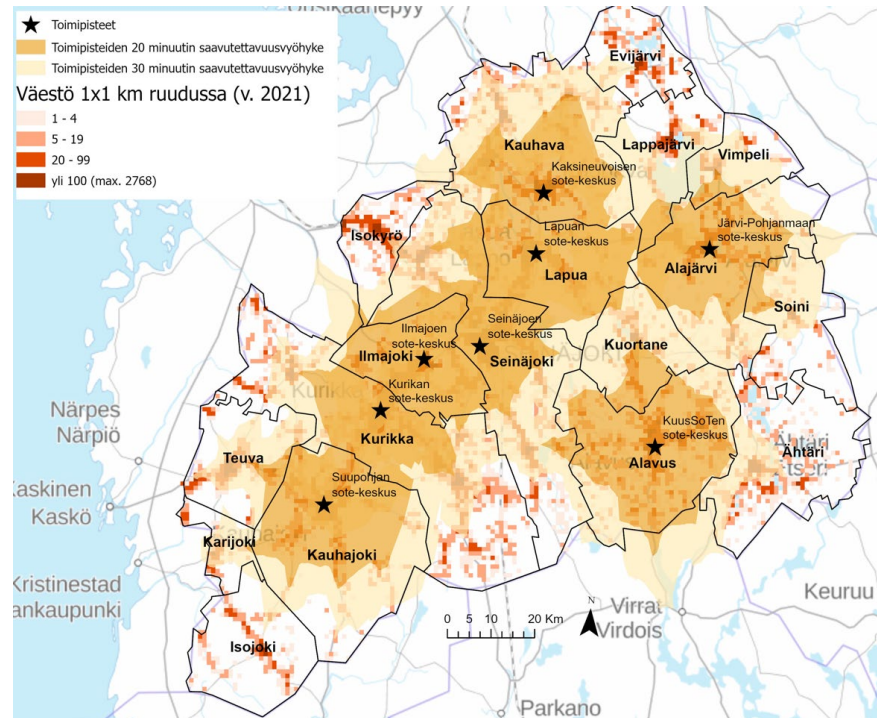 Toimipisteet
Toimipisteiden 20 minuutin saavutettavuusvyöhyke
Toimipisteiden 30 minuutin saavutettavuusvyöhyke
Väestö 1x1 km ruudussa (v. 2021)
1 - 4
5 - 19
20 - 99
yli 100 (max. 2768)
Evijärvi
Kauhava
Lappajärvi
Vimpeli
Kaksineuvoisen
sote-keskus
Isokyrö
Lapuan
sote-keskus
Lapua
Järvi-Pohjanmaan
sote-keskus
Alajärvi
Soini
Ilmajoen
sote-keskus
Ilmajoki
Seinäjoen
sote-keskus
Seinäjoki
Kuortane
Kurikka
Kurikan
sote-keskus
Kurikka
Närpes
Närpiö
KuusSoTen
sote-keskus
Alavus
Ähtäri
Ähtäri
Etseri
Teuva
Suupohjan
sote-keskus
Kaskinen
Kaskö
Karijoki
Kauhajoki
Kristinestad
ankaupunki
Isojoki
0 5 10 20 Km
N
Virrat
Virdois
Keuruu
Parkano